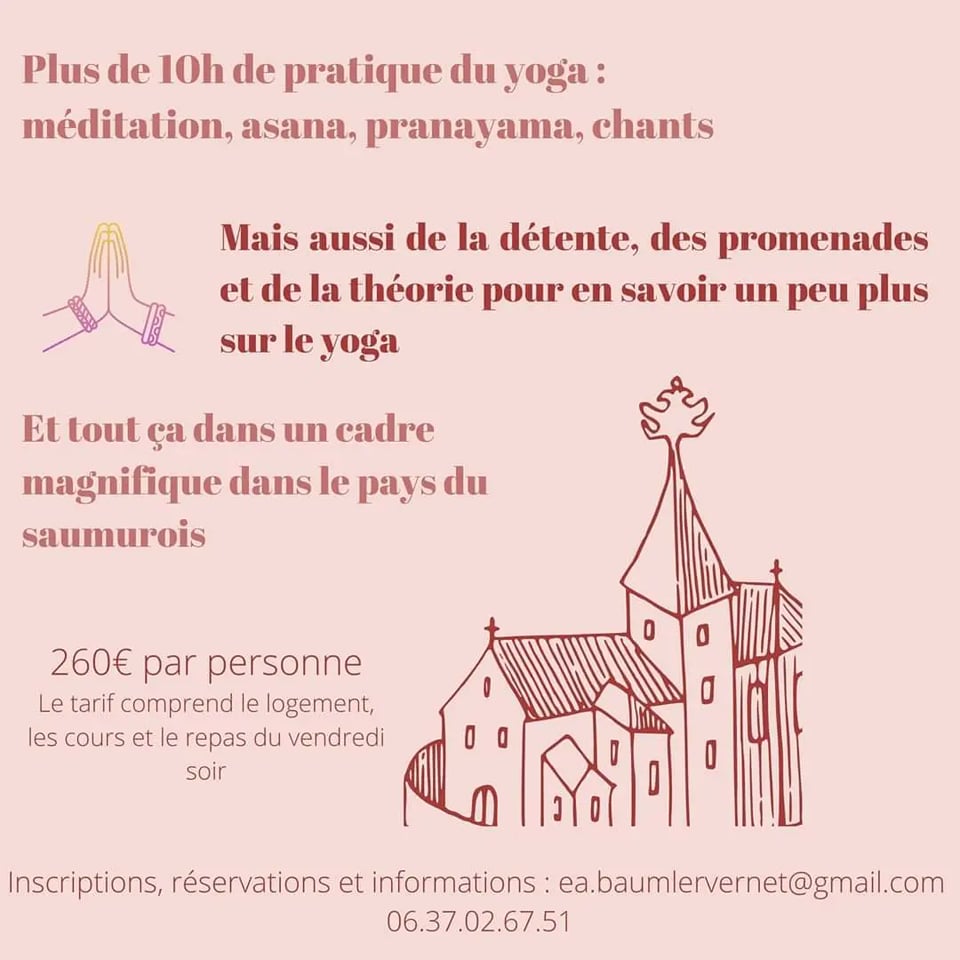 Plus de 10h de pratique du yoga :
méditation, asana, pranayama, chants
Mais aussi de la détente, des promenades
et de la théorie pour en savoir un peu plus
sur le yoga
Et tout ça dans un cadre
magnifique dans le pays du
saumurois
260€ par personne
Le tarif comprend le logement,
les cours et le repas du vendredi
soir
Inscriptions, réservations et informations : ea.baumlervernet@gmail.com
06.37.02.67.51